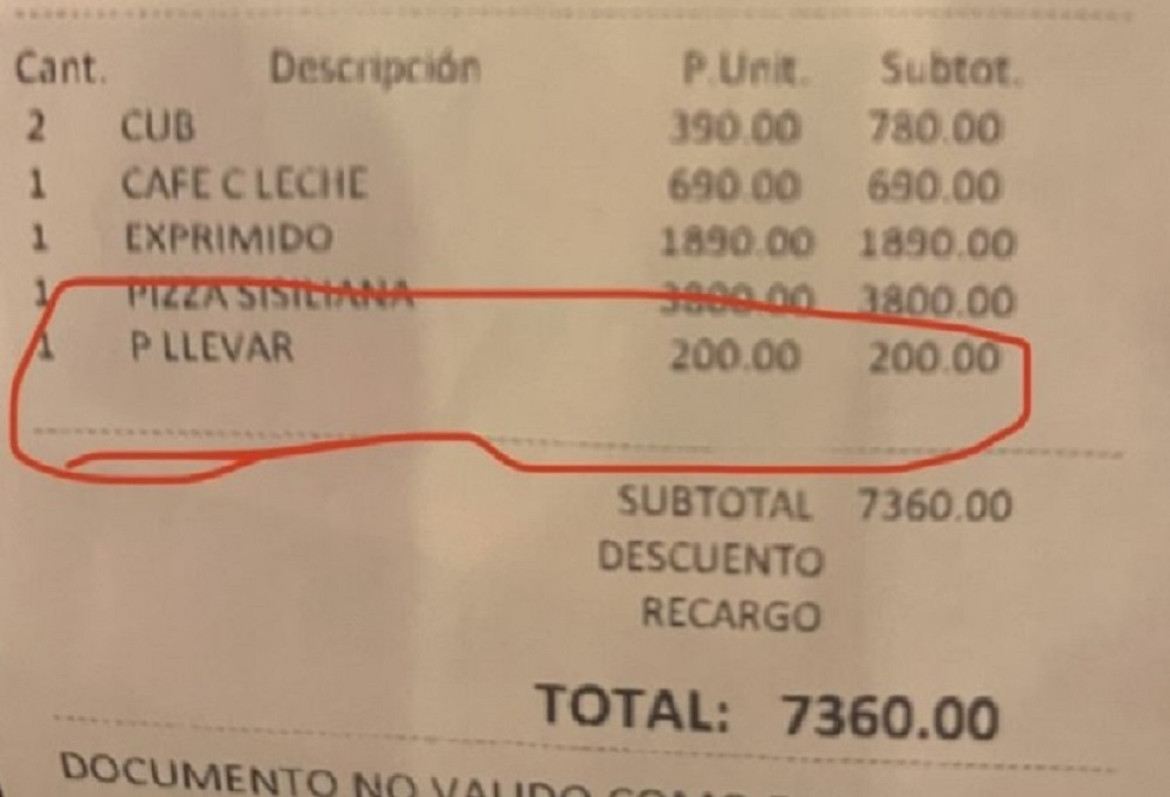 Cant. Descripción P.Unit. Subtot.
2 CUB 390.00 780.00
1 CAFE C LECHE 690.00 690.00
1 EXPRIMIDO 1890.00 1890.00
1 PIZZA SISILIANA 3800.00 3800.00
1 P LLEVAR 200.00 200.00
SUBTOTAL 7360.00
DESCUENTO
RECARGO
TOTAL: 7360.00
DOCUMENTO NO VALIDO COMO